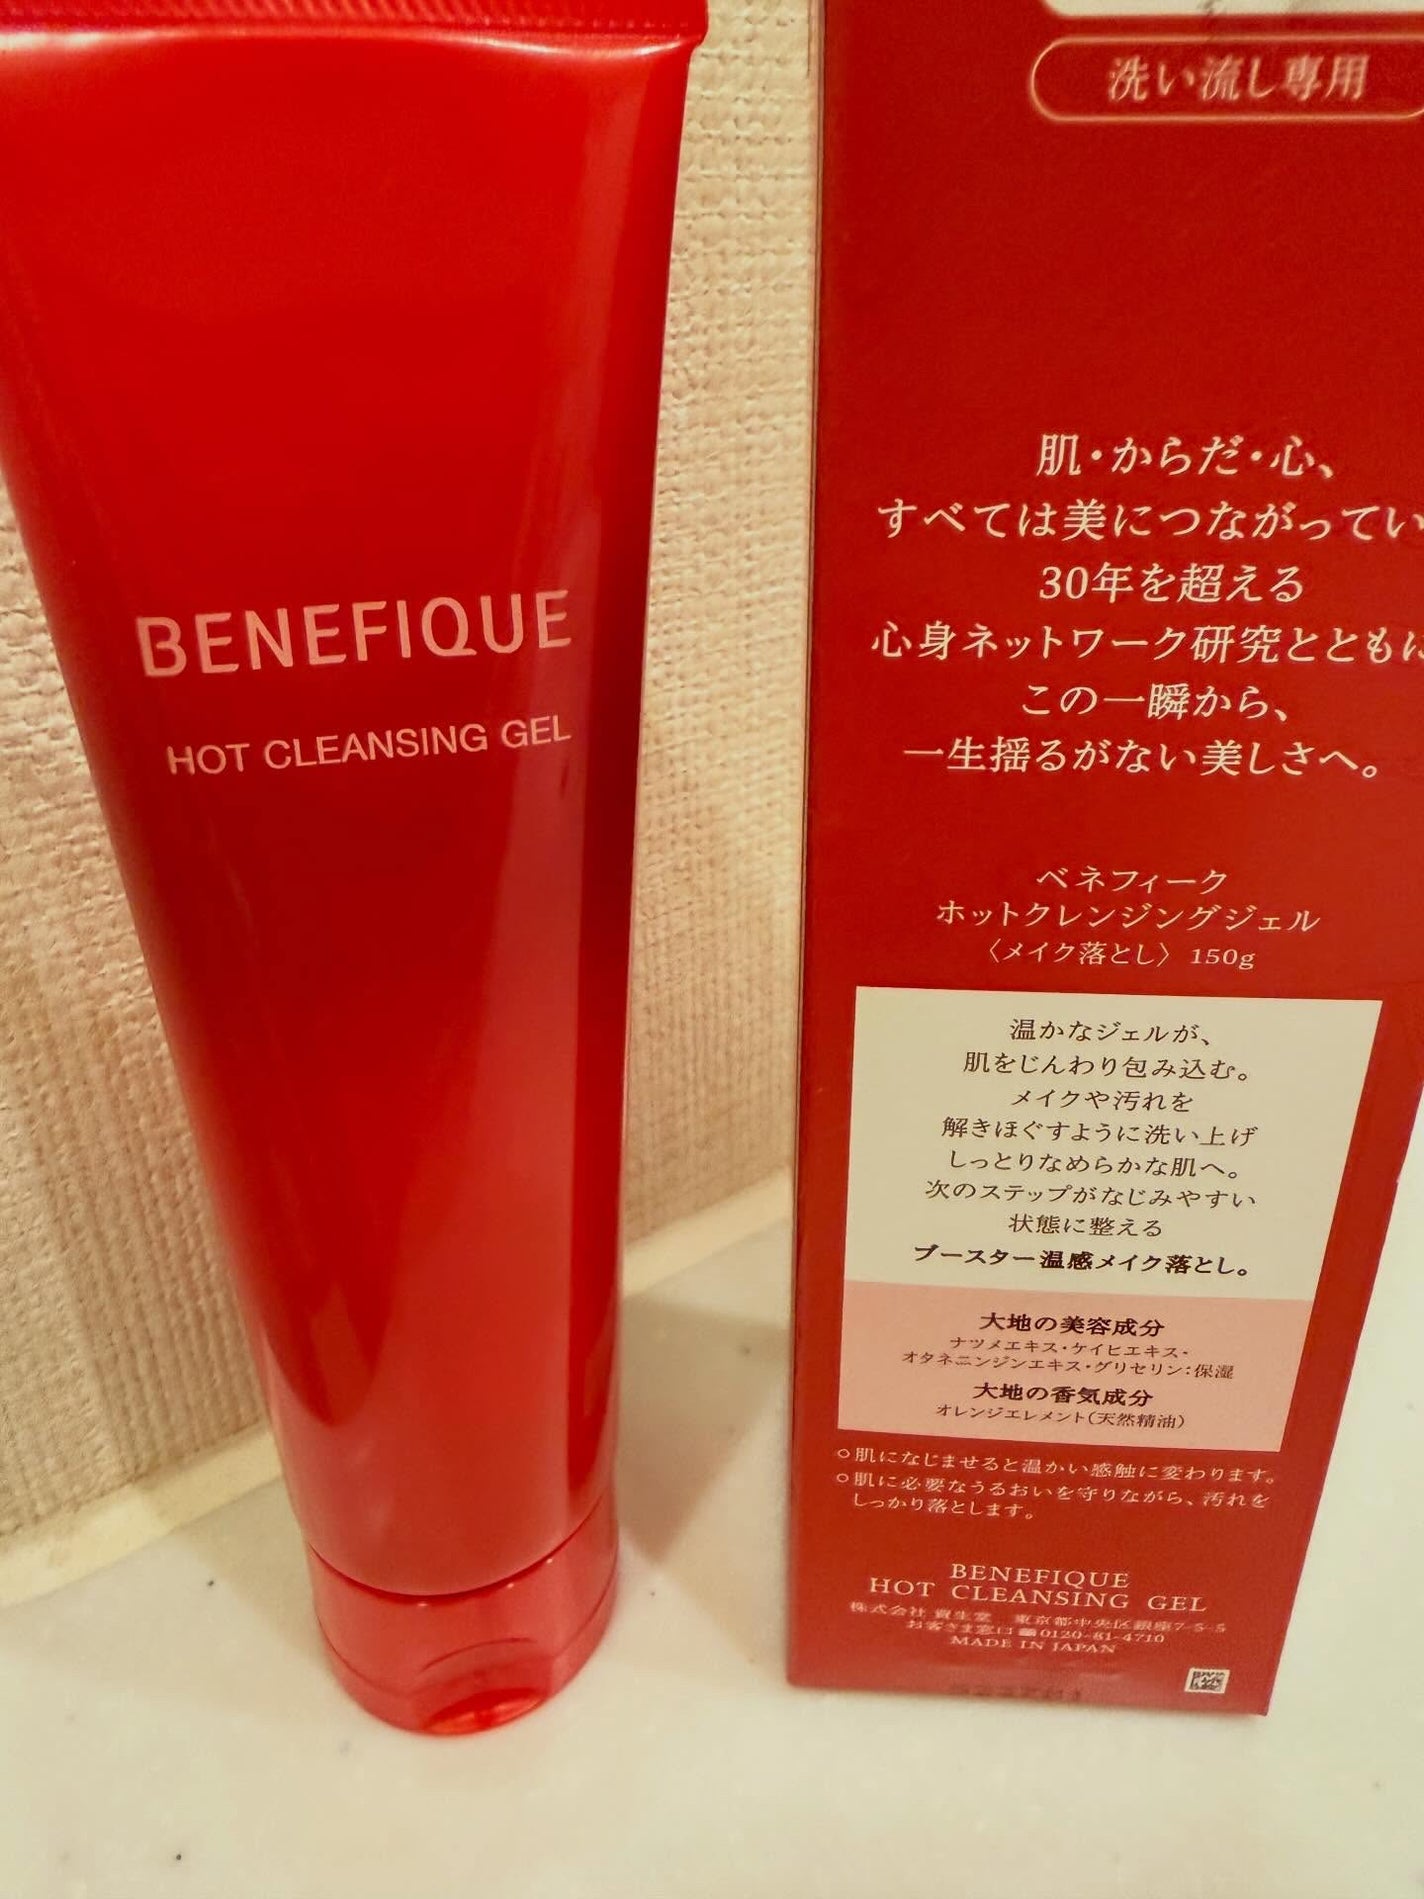 BENEFIQUE
HOT CLEANSING GEL
洗い流し専用
肌・からだ・心、
すべては美につながってい
30年を超える
心身ネットワーク研究とともに
この一瞬から、
一生揺るがない美しさへ。
ベネフィーク
ホットクレンジングジェル
〈メイク落とし〉 150g
温かなジェルが、
肌をじんわり包み込む。
メイクや汚れを
解きほぐすように洗い上げ
しっとりなめらかな肌へ。
次のステップがなじみやすい
状態に整える
ブースター温感メイク落とし。
大地の美容成分
ナツメエキス・ケイヒエキス・
オタネニンジンエキス・グリセリン:保湿
大地の香気成分
オレンジエレメント(天然精油)
○肌になじませると温かい感触に変わります。
○肌に必要なうるおいを守りながら、汚れを
しっかり落とします。
BENEFIQUE
HOT CLEANSING GEL
株式会社 資生堂 東京都中央区銀座7-5-5
お客さま窓口 ☎0120-81-4710
MADE IN JAPAN